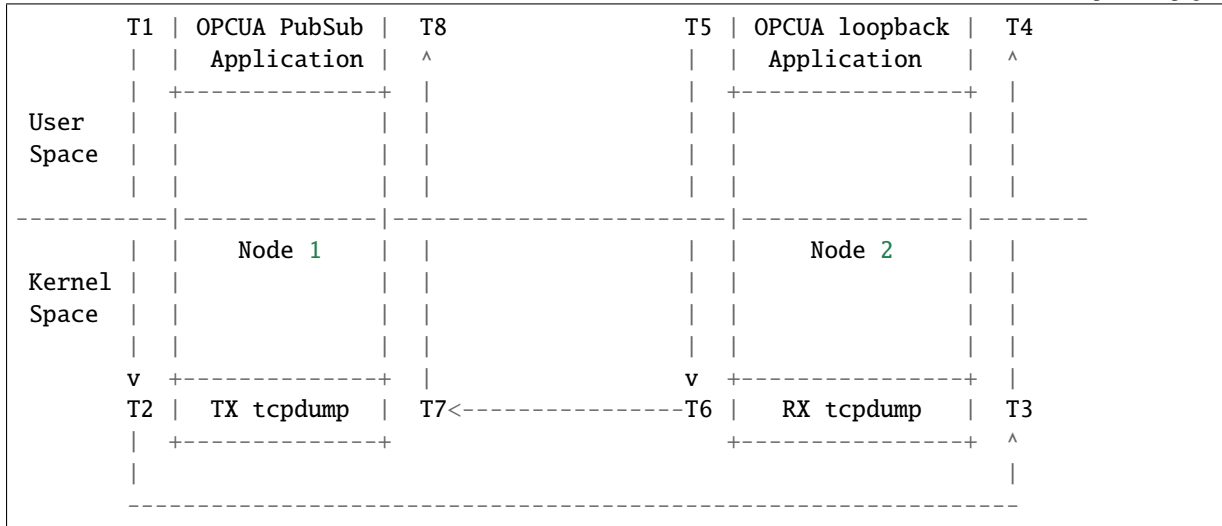 T1 | OPCUA PubSub | T8 T5 | OPCUA loopback | T4
| | Application | ^ | | Application | ^
| +--------------+ | | +----------------+ |
User | | | | | | | |
Space | | | | | | | |
| | | | | | | |
-----------|--------------|------------------------|----------------|--------
| | Node 1 | | | | Node 2 | |
Kernel | | | | | | | |
Space | | | | | | | |
| | | | | | | |
v +--------------+ | v +----------------+ |
T2 | TX tcpdump | T7<----------------T6 | RX tcpdump | T3
| +--------------+ +----------------+ ^
| |
----------------------------------------------------------------